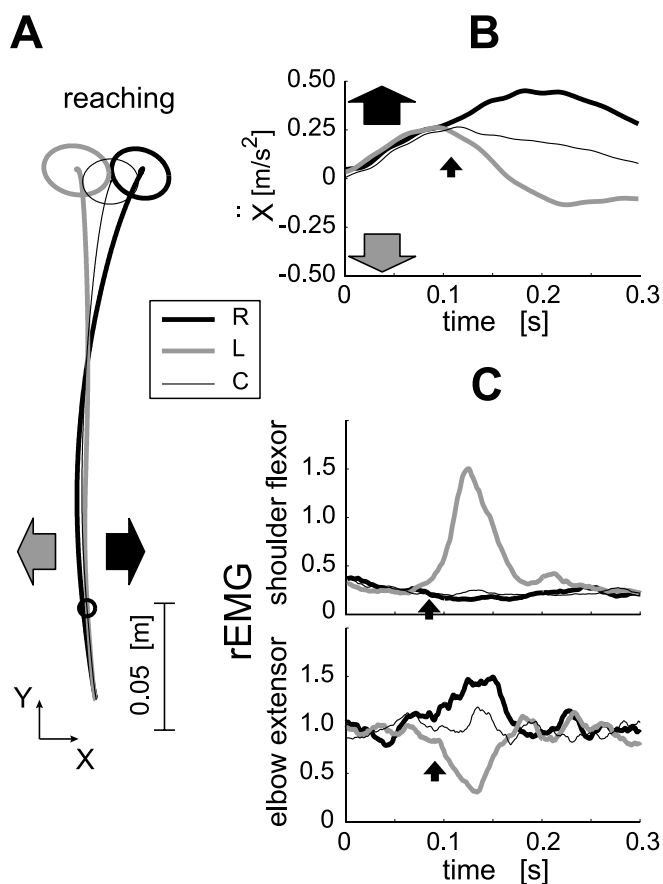 A
reaching
R
L
C
0.05 [m]
Y
X
B
Ẍ [m/s²]
0.50
0.25
0
-0.25
-0.50
0
0.1
0.2
0.3
time [s]
C
rEMG
shoulder flexor
1.5
1.0
0.5
0
elbow extensor
1.5
1.0
0.5
0
0
0.1
0.2
0.3
time [s]